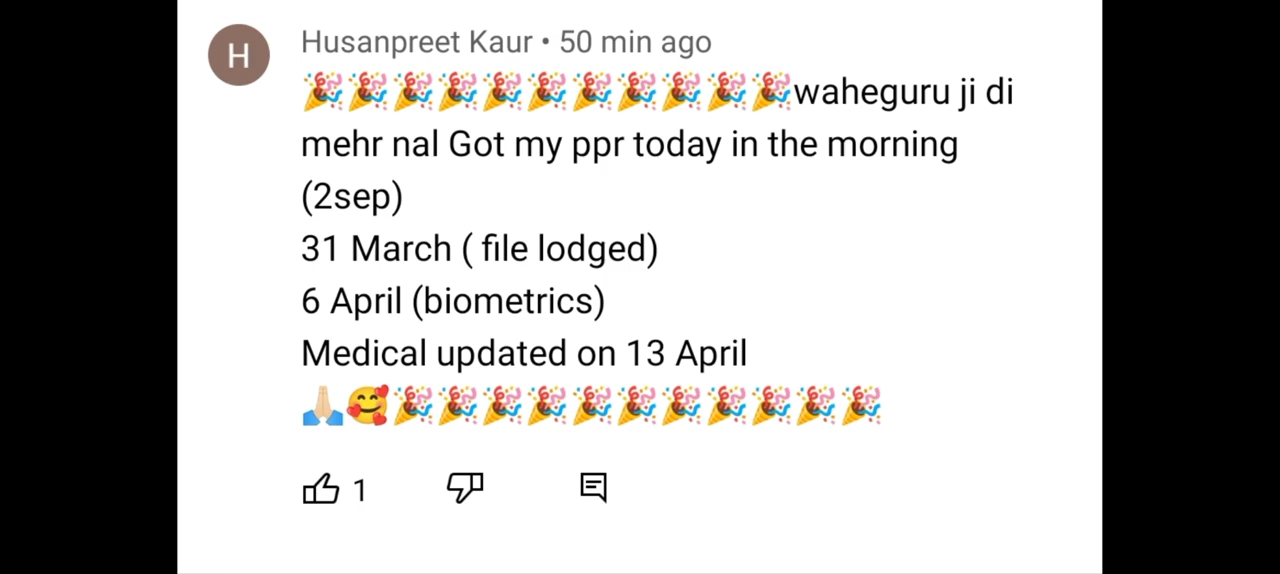 H
Husanpreet Kaur • 50 min ago
🎉🎉🎉🎉🎉🎉🎉🎉🎉🎉🎉waheguru ji di
mehr nal Got my ppr today in the morning
(2sep)
31 March ( file lodged)
6 April (biometrics)
Medical updated on 13 April
🙏🏼🥰🎉🎉🎉🎉🎉🎉🎉🎉🎉🎉🎉
1